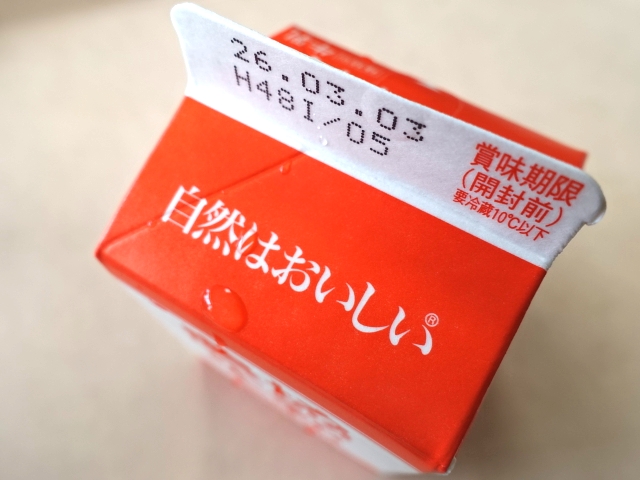 26.03.03
H48I/05
賞味期限
(開封前)
要冷蔵10℃以下
自然はおいしい®